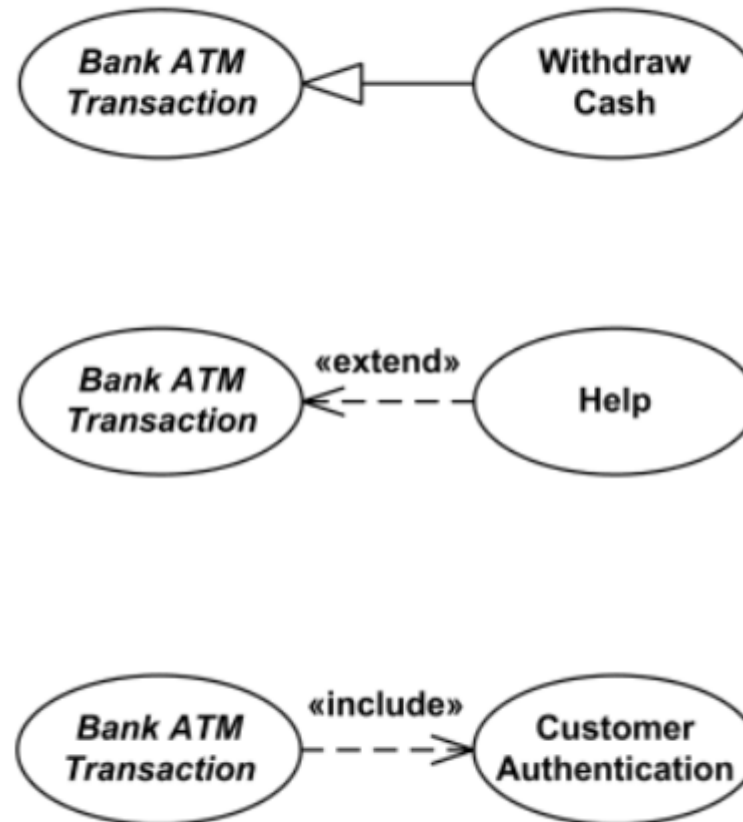 Bank ATM
Transaction
Withdraw
Cash
Bank ATM
Transaction
«extend»
Help
Bank ATM
Transaction
«include»
Customer
Authentication